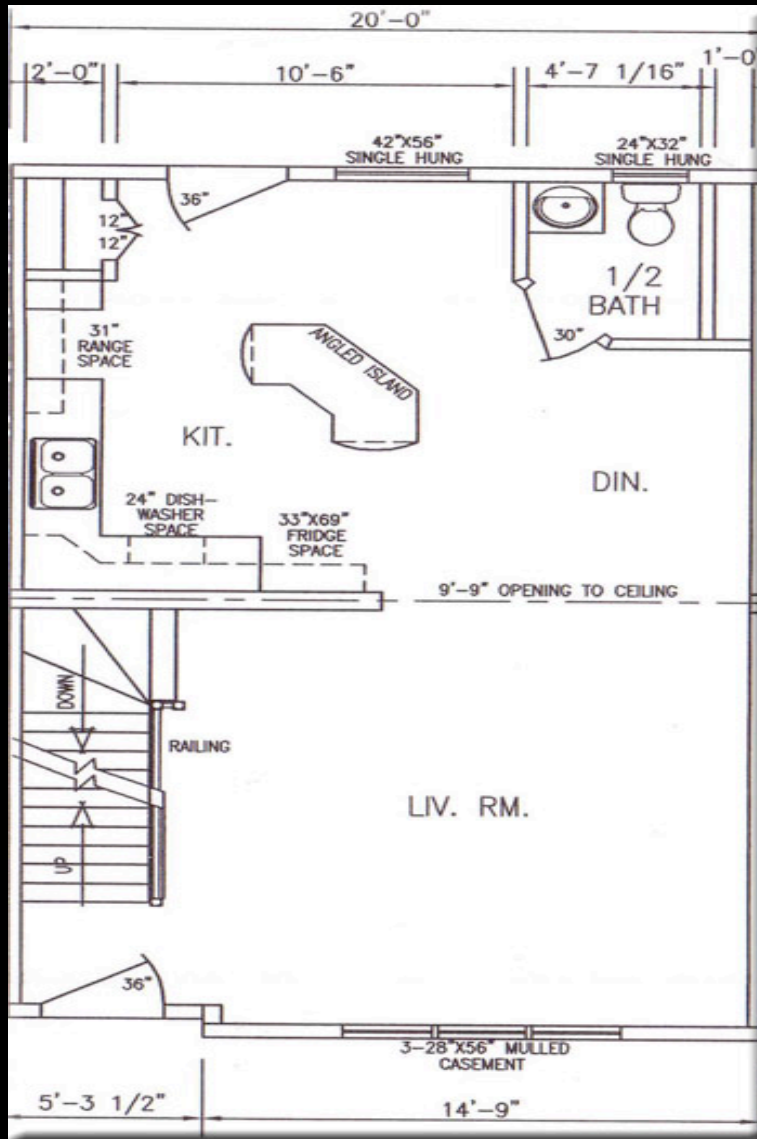 20'-0"
2'-0"
10'-6"
4'-7 1/16"
1'-0
42"X56"
SINGLE HUNG
24"X32"
SINGLE HUNG
36"
12"
12"
1/2
BATH
30"
31"
RANGE
SPACE
ANGLED ISLAND
KIT.
DIN.
24" DISH-
WASHER
SPACE
33"X69"
FRIDGE
SPACE
9'-9" OPENING TO CEILING
DOWN
RAILING
LIV. RM.
UP
36"
3-28"X56" MULLED
CASEMENT
5'-3 1/2"
14'-9"